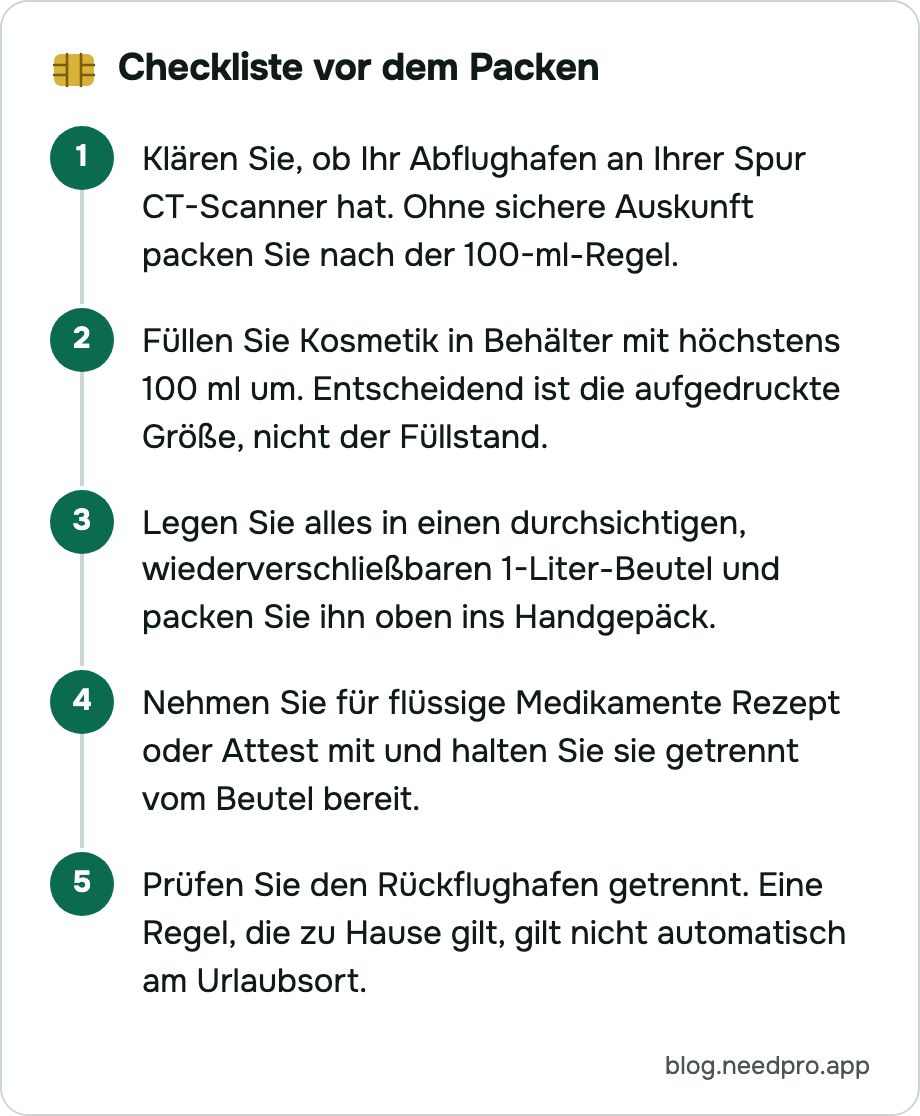 Checkliste vor dem Packen
1
Klären Sie, ob Ihr Abflughafen an Ihrer Spur
CT-Scanner hat. Ohne sichere Auskunft
packen Sie nach der 100-ml-Regel.
2
Füllen Sie Kosmetik in Behälter mit höchstens
100 ml um. Entscheidend ist die aufgedruckte
Größe, nicht der Füllstand.
3
Legen Sie alles in einen durchsichtigen,
wiederverschließbaren 1-Liter-Beutel und
packen Sie ihn oben ins Handgepäck.
4
Nehmen Sie für flüssige Medikamente Rezept
oder Attest mit und halten Sie sie getrennt
vom Beutel bereit.
5
Prüfen Sie den Rückflughafen getrennt. Eine
Regel, die zu Hause gilt, gilt nicht automatisch
am Urlaubsort.
blog.needpro.app